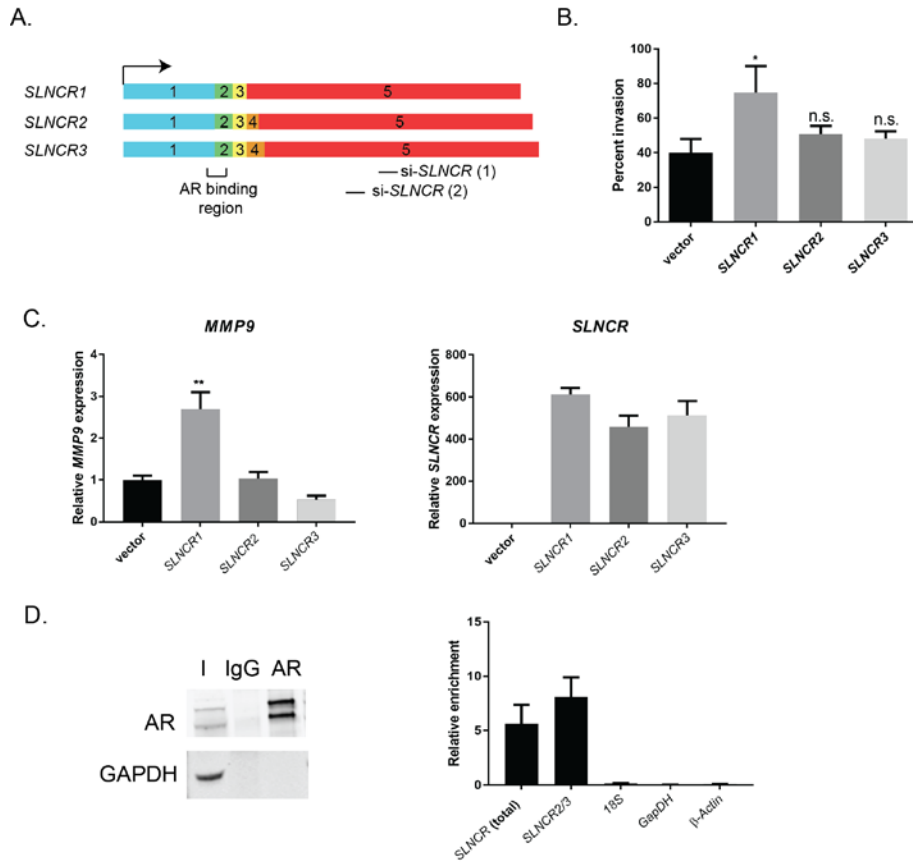 A.
SLNCR1
1 2 3 5
SLNCR2
1 2 3 4 5
SLNCR3
1 2 3 4 5
AR binding
region
si-SLNCR (1)
si-SLNCR (2)
B.
Percent invasion
100
80
60
40
20
0
*
n.s.
n.s.
vector
SLNCR1
SLNCR2
SLNCR3
C.
MMP9
Relative MMP9 expression
4
3
2
1
0
**
vector
SLNCR1
SLNCR2
SLNCR3
SLNCR
Relative SLNCR expression
800
600
400
200
0
vector
SLNCR1
SLNCR2
SLNCR3
D.
I IgG AR
AR
GAPDH
Relative enrichment
15
10
5
0
SLNCR (total)
SLNCR2/3
18S
GapDH
β-Actin